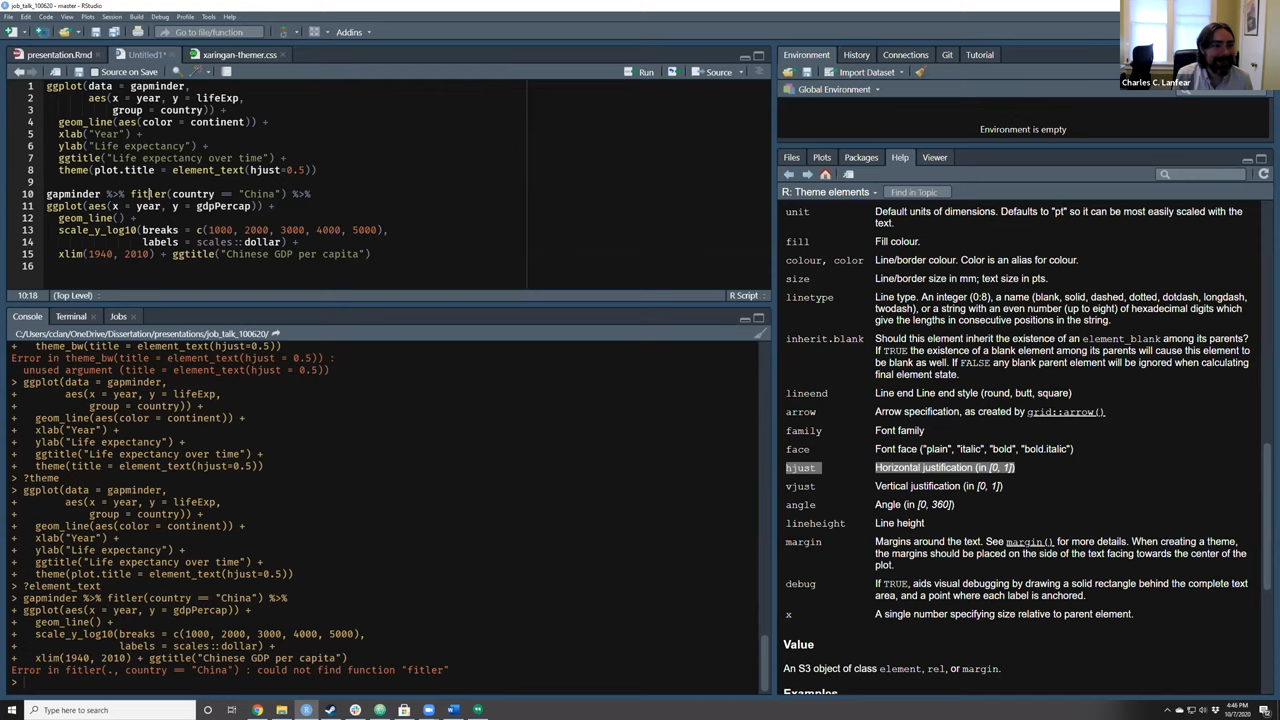 job_talk_100620 - master - RStudio
File Edit Code View Plots Session Build Debug Profile Tools Help
Go to file/function Addins
presentation.Rmd Untitled1* xaringan-themer.css
Source on Save Run Source
1 ggplot(data = gapminder,
2 aes(x = year, y = lifeExp,
3 group = country)) +
4 geom_line(aes(color = continent)) +
5 xlab("Year") +
6 ylab("Life expectancy") +
7 ggtitle("Life expectancy over time") +
8 theme(plot.title = element_text(hjust=0.5))
9
10 gapminder %>% fitler(country == "China") %>%
11 ggplot(aes(x = year, y = gdpPercap)) +
12 geom_line() +
13 scale_y_log10(breaks = c(1000, 2000, 3000, 4000, 5000),
14 labels = scales::dollar) +
15 xlim(1940, 2010) + ggtitle("Chinese GDP per capita")
16
10:18 (Top Level) R Script
Console Terminal Jobs
C:/Users/cclan/OneDrive/Dissertation/presentations/job_talk_100620/
+ theme_bw(title = element_text(hjust = 0.5))
Error in theme_bw(title = element_text(hjust = 0.5)) :
unused argument (title = element_text(hjust = 0.5))
> ggplot(data = gapminder,
+ aes(x = year, y = lifeExp,
+ group = country)) +
+ geom_line(aes(color = continent)) +
+ xlab("Year") +
+ ylab("Life expectancy") +
+ ggtitle("Life expectancy over time") +
+ theme(title = element_text(hjust=0.5))
> ?theme
> ggplot(data = gapminder,
+ aes(x = year, y = lifeExp,
+ group = country)) +
+ geom_line(aes(color = continent)) +
+ xlab("Year") +
+ ylab("Life expectancy") +
+ ggtitle("Life expectancy over time") +
+ theme(plot.title = element_text(hjust=0.5))
> ?element_text
> gapminder %>% fitler(country == "China") %>%
+ ggplot(aes(x = year, y = gdpPercap)) +
+ geom_line() +
+ scale_y_log10(breaks = c(1000, 2000, 3000, 4000, 5000),
+ labels = scales::dollar) +
+ xlim(1940, 2010) + ggtitle("Chinese GDP per capita")
Error in fitler(., country == "China") : could not find function "fitler"
>
Environment History Connections Git Tutorial
Import Dataset
Global Environment
Environment is empty
Charles C. Lanfear
Files Plots Packages Help Viewer
R: Theme elements Find in Topic
unit Default units of dimensions. Defaults to "pt" so it can be most easily scaled with the
text.
fill Fill colour.
colour, color Line/border colour. Color is an alias for colour.
size Line/border size in mm; text size in pts.
linetype Line type. An integer (0:8), a name (blank, solid, dashed, dotted, dotdash, longdash,
twodash), or a string with an even number (up to eight) of hexadecimal digits which
give the lengths in consecutive positions in the string.
inherit.blank Should this element inherit the existence of an element_blank among its parents?
If TRUE the existence of a blank element among its parents will cause this element to
be blank as well. If FALSE any blank parent element will be ignored when calculating
final element state.
lineend Line end Line end style (round, butt, square)
arrow Arrow specification, as created by grid::arrow()
family Font family
face Font face ("plain", "italic", "bold", "bold.italic")
hjust Horizontal justification (in [0, 1])
vjust Vertical justification (in [0, 1])
angle Angle (in [0, 360])
lineheight Line height
margin Margins around the text. See margin() for more details. When creating a theme,
the margins should be placed on the side of the text facing towards the center of the
plot.
debug If TRUE, aids visual debugging by drawing a solid rectangle behind the complete text
area, and a point where each label is anchored.
x A single number specifying size relative to parent element.
Value
An S3 object of class element, rel, or margin.
Examples
Type here to search
4:46 PM
10/7/2020